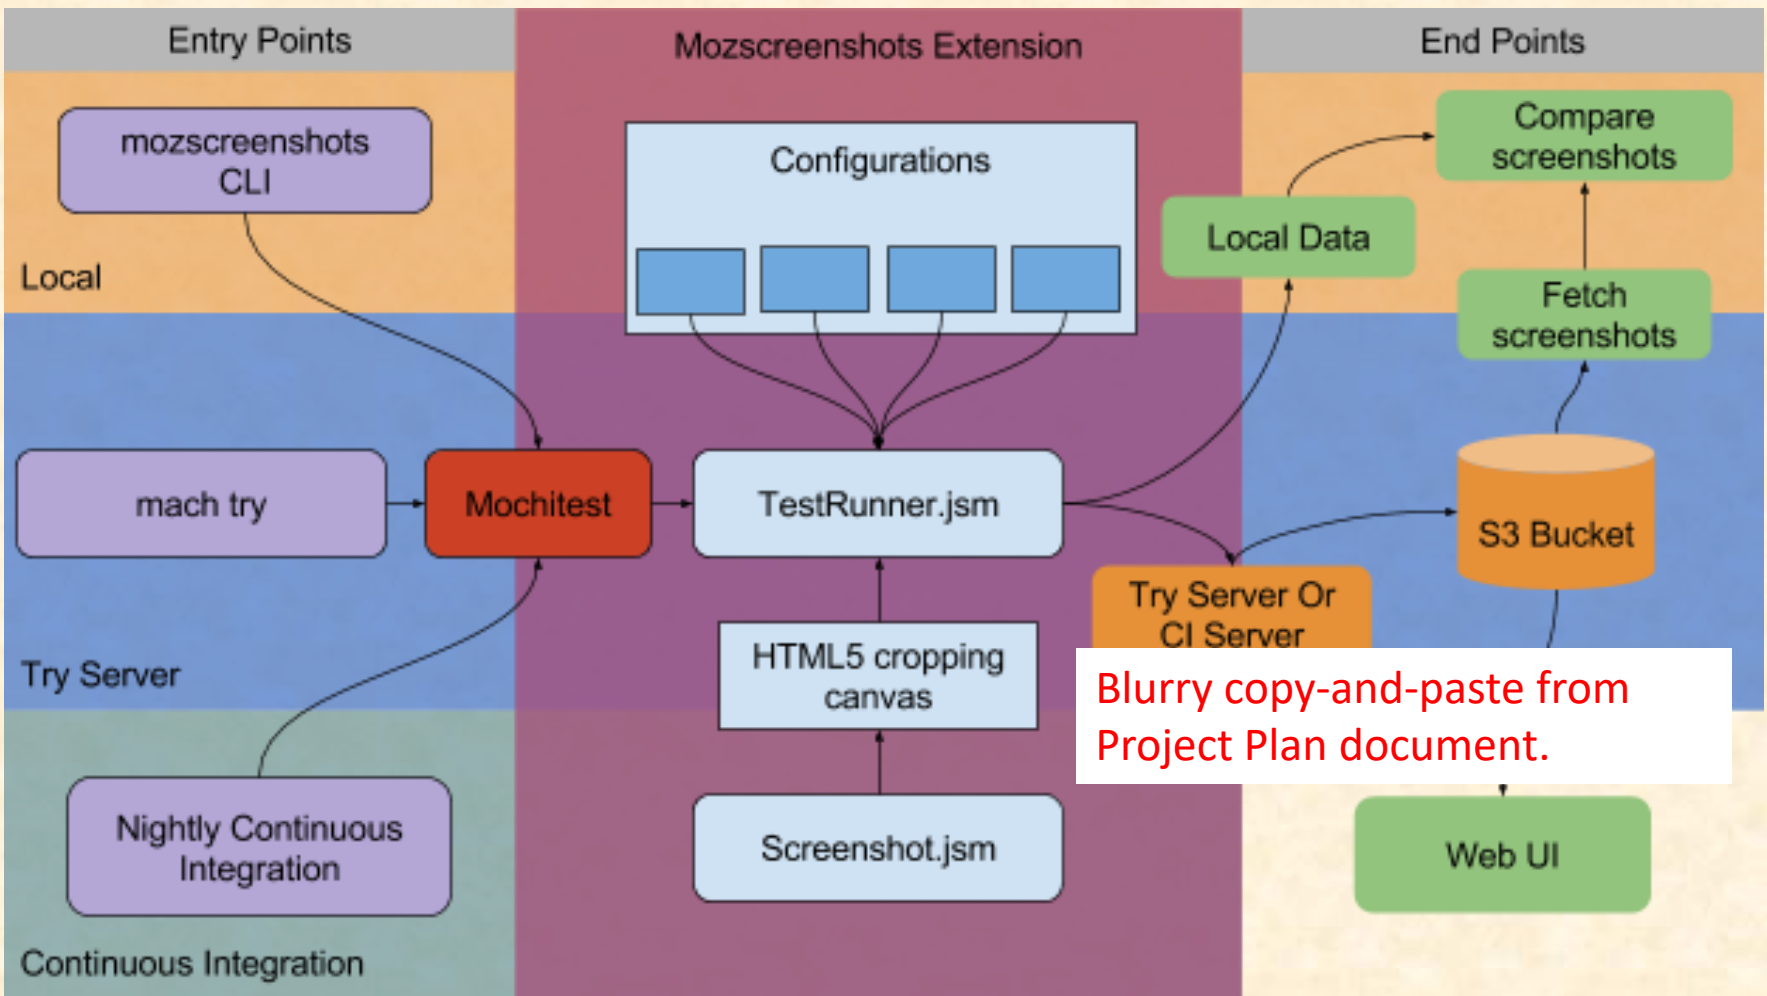 Entry Points
Mozscreenshots Extension
End Points
mozscreenshots
CLI
Local
Configurations
Compare
screenshots
Local Data
Fetch
screenshots
mach try
Mochitest
TestRunner.jsm
S3 Bucket
Try Server Or
CI Server
Try Server
HTML5 cropping
canvas
Blurry copy-and-paste from
Project Plan document.
Nightly Continuous
Integration
Screenshot.jsm
Web UI
Continuous Integration